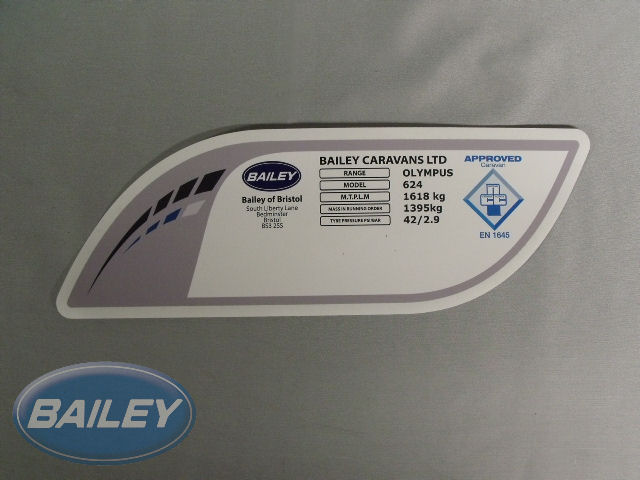 BAILEY
Bailey of Bristol
South Liberty Lane
Bedminster
Bristol
BS3 2SS
BAILEY CARAVANS LTD
RANGE OLYMPUS
MODEL 624
M.T.P.L.M 1618 kg
MASS IN RUNNING ORDER 1395kg
TYRE PRESSURE PSI/BAR 42/2.9
APPROVED
Caravan
EN 1645
BAILEY